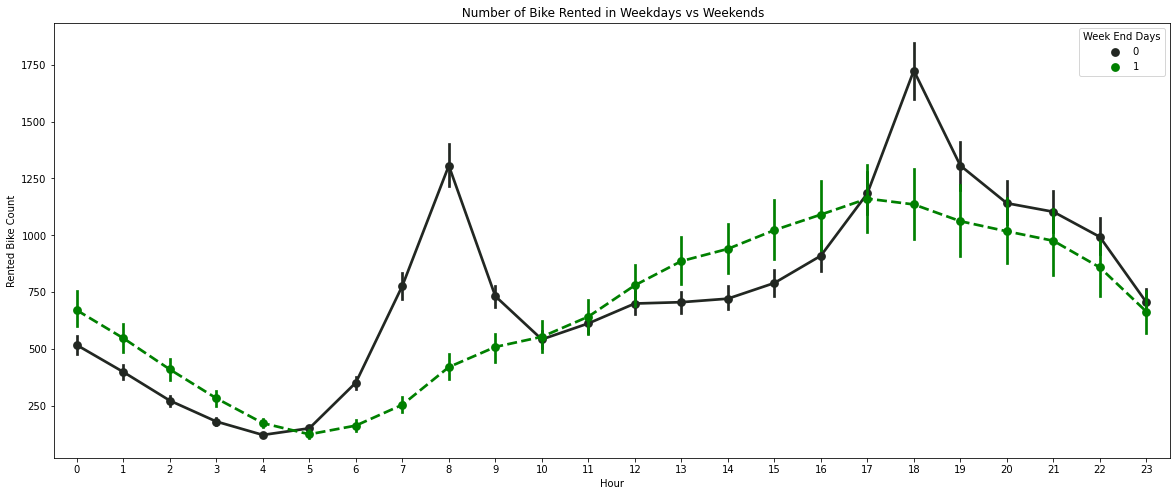 Number of Bike Rented in Weekdays vs Weekends
Week End Days
0
1
1750
1500
1250
1000
750
500
250
Rented Bike Count
0 1 2 3 4 5 6 7 8 9 10 11 12 13 14 15 16 17 18 19 20 21 22 23
Hour